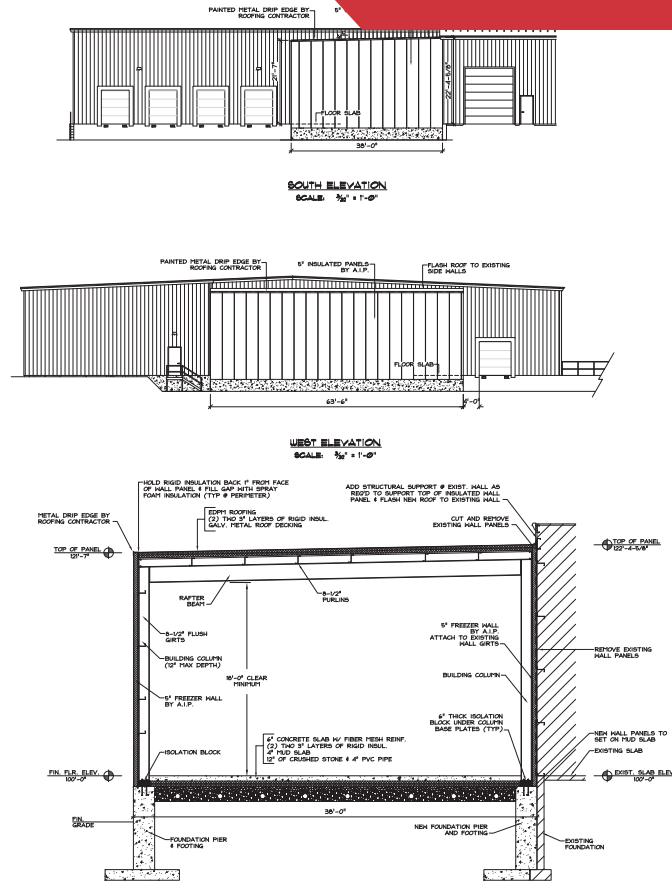 PAINTED METAL DRIP EDGE BY
ROOFING CONTRACTOR
5"
21'-7"
22'-4-5/8"
FLOOR SLAB
38'-0"
SOUTH ELEVATION
SCALE: 3/32" = 1'-0"
PAINTED METAL DRIP EDGE BY
ROOFING CONTRACTOR
5" INSULATED PANELS
BY A.I.P.
FLASH ROOF TO EXISTING
SIDE WALLS
FLOOR SLAB
63'-6"
4'-0"
WEST ELEVATION
SCALE: 3/32" = 1'-0"
HOLD RIGID INSULATION BACK 1" FROM FACE
OF WALL PANEL & FILL GAP WITH SPRAY
FOAM INSULATION (TYP @ PERIMETER)
ADD STRUCTURAL SUPPORT @ EXIST. WALL AS
REQ'D TO SUPPORT TOP OF INSULATED WALL
PANEL & FLASH NEW ROOF TO EXISTING WALL
METAL DRIP EDGE BY
ROOFING CONTRACTOR
EDPM ROOFING
(2) TWO 3" LAYERS OF RIGID INSUL.
GALV. METAL ROOF DECKING
CUT AND REMOVE
EXISTING WALL PANELS
TOP OF PANEL
121'-7"
TOP OF PANEL
122'-4-5/8"
RAFTER
BEAM
8-1/2"
PURLINS
8-1/2" FLUSH
GIRTS
BUILDING COLUMN
(12" MAX DEPTH)
18'-0" CLEAR
MINIMUM
5" FREEZER WALL
BY A.I.P.
5" FREEZER WALL
BY A.I.P.
ATTACH TO EXISTING
WALL GIRTS
BUILDING COLUMN
REMOVE EXISTING
WALL PANELS
6" THICK ISOLATION
BLOCK UNDER COLUMN
BASE PLATES (TYP)
ISOLATION BLOCK
6" CONCRETE SLAB W/ FIBER MESH REINF.
(2) TWO 3" LAYERS OF RIGID INSUL.
4" MUD SLAB
12" OF CRUSHED STONE & 4" PVC PIPE
NEW WALL PANELS TO
SET ON MUD SLAB
EXISTING SLAB
FIN. FLR. ELEV.
100'-0"
EXIST. SLAB ELEV
100'-0"
38'-0"
FIN.
GRADE
FOUNDATION PIER
& FOOTING
NEW FOUNDATION PIER
AND FOOTING
EXISTING
FOUNDATION